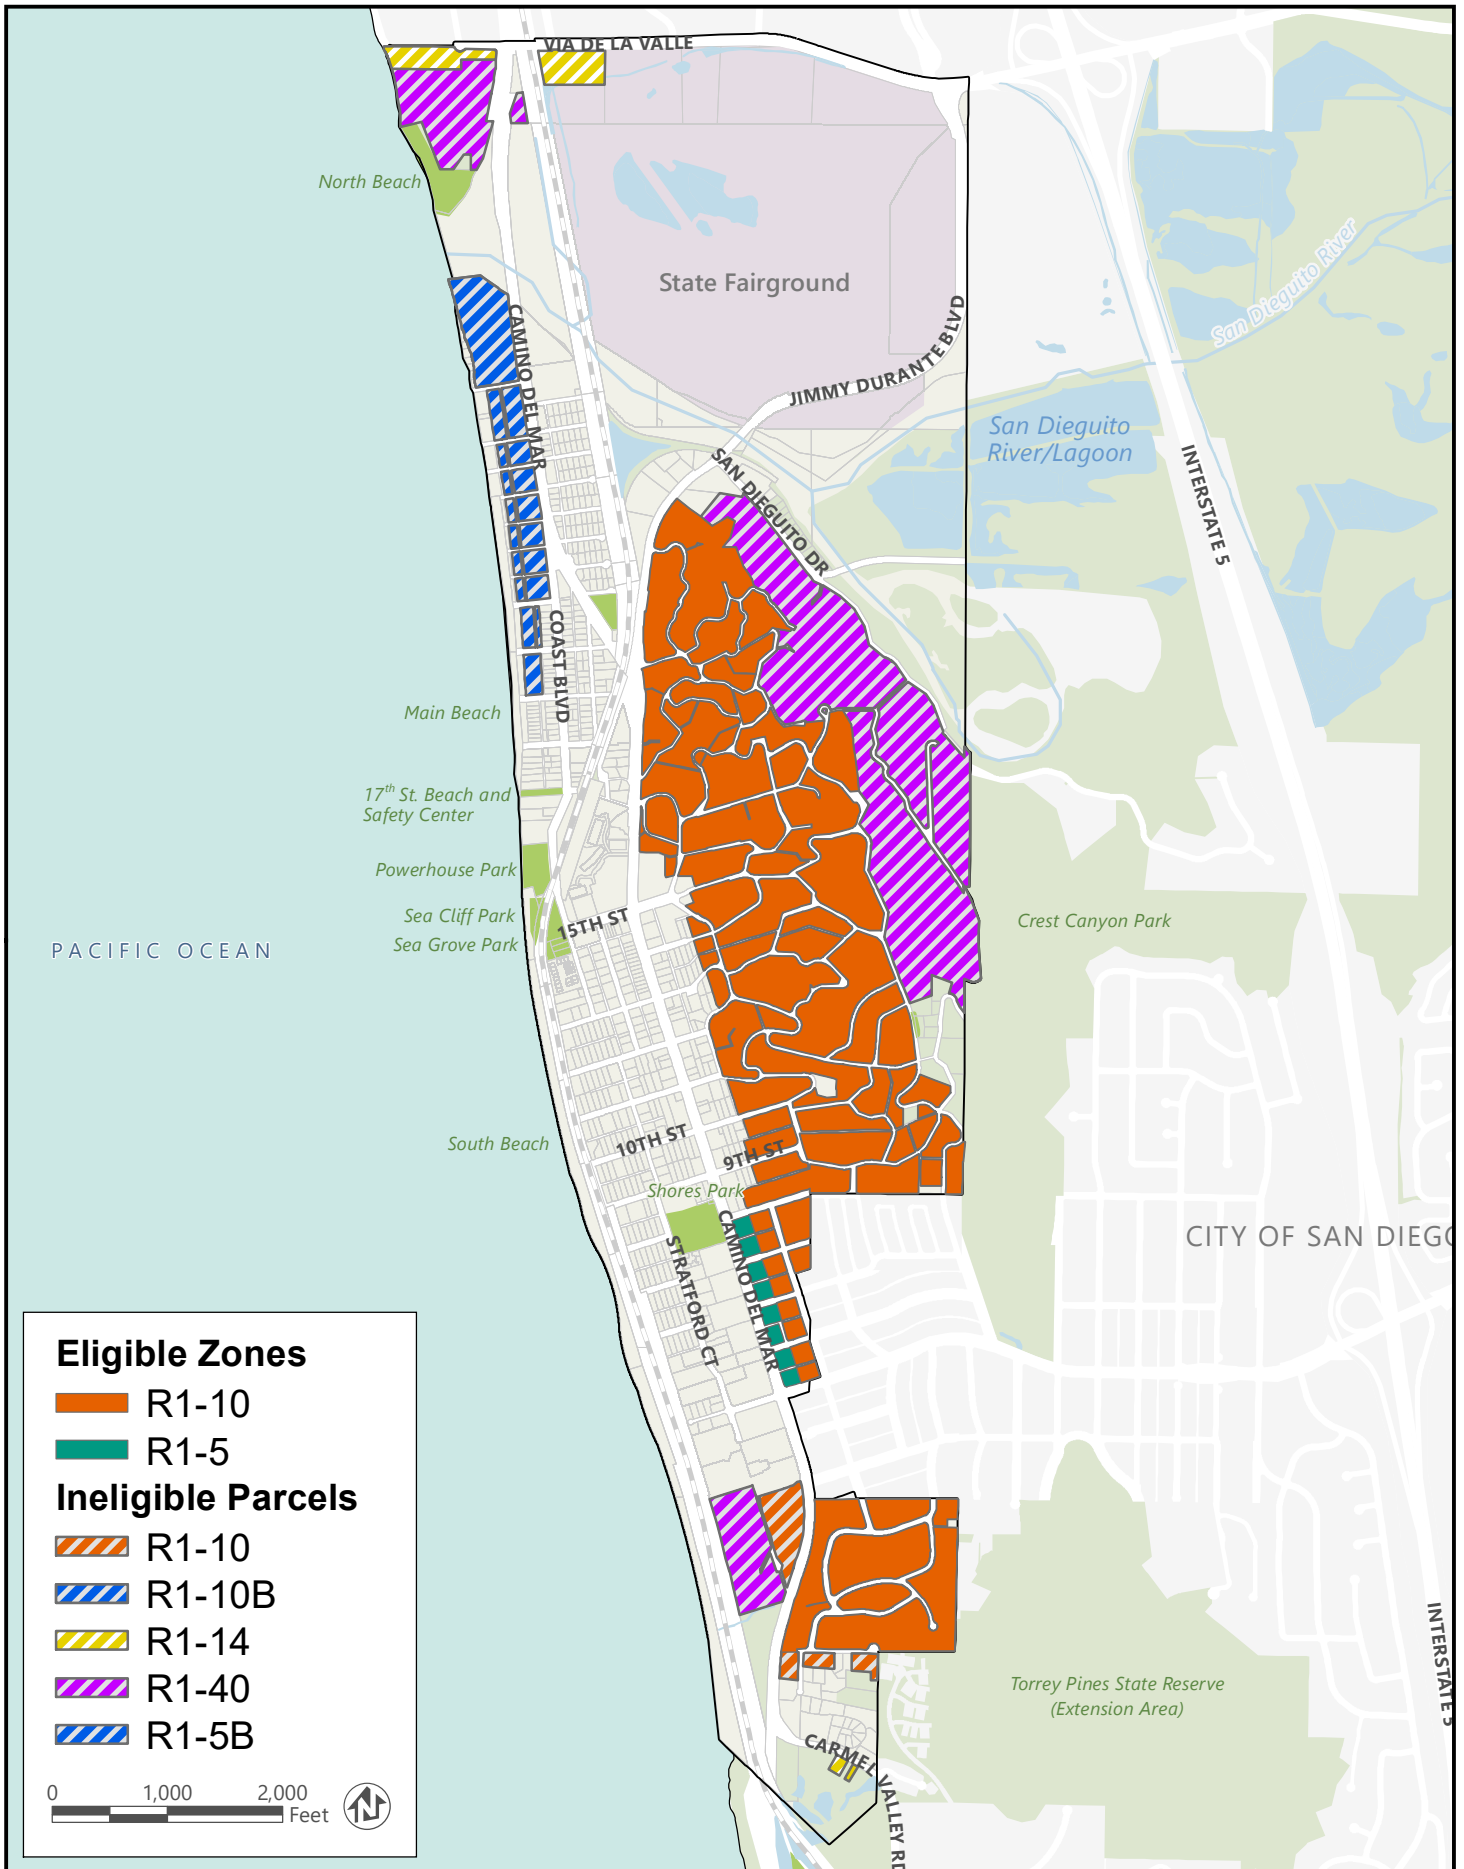 VIA DE LA VALLE
North Beach
State Fairground
San Dieguito River
CAMINO DEL MAR
JIMMY DURANTE BLVD
San Dieguito
River/Lagoon
SAN DIEGUITO DR
INTERSTATE 5
COAST BLVD
Main Beach
17th St. Beach and
Safety Center
Powerhouse Park
Sea Cliff Park
15TH ST
Sea Grove Park
PACIFIC OCEAN
Crest Canyon Park
South Beach
10TH ST
9TH ST
Shores Park
CAMINO DEL MAR
STRATFORD CT
CITY OF SAN DIEGO
Eligible Zones
R1-10
R1-5
Ineligible Parcels
R1-10
R1-10B
R1-14
R1-40
R1-5B
0 1,000 2,000
Feet
N
INTERSTATE 5
Torrey Pines State Reserve
(Extension Area)
CARMEL VALLEY RD